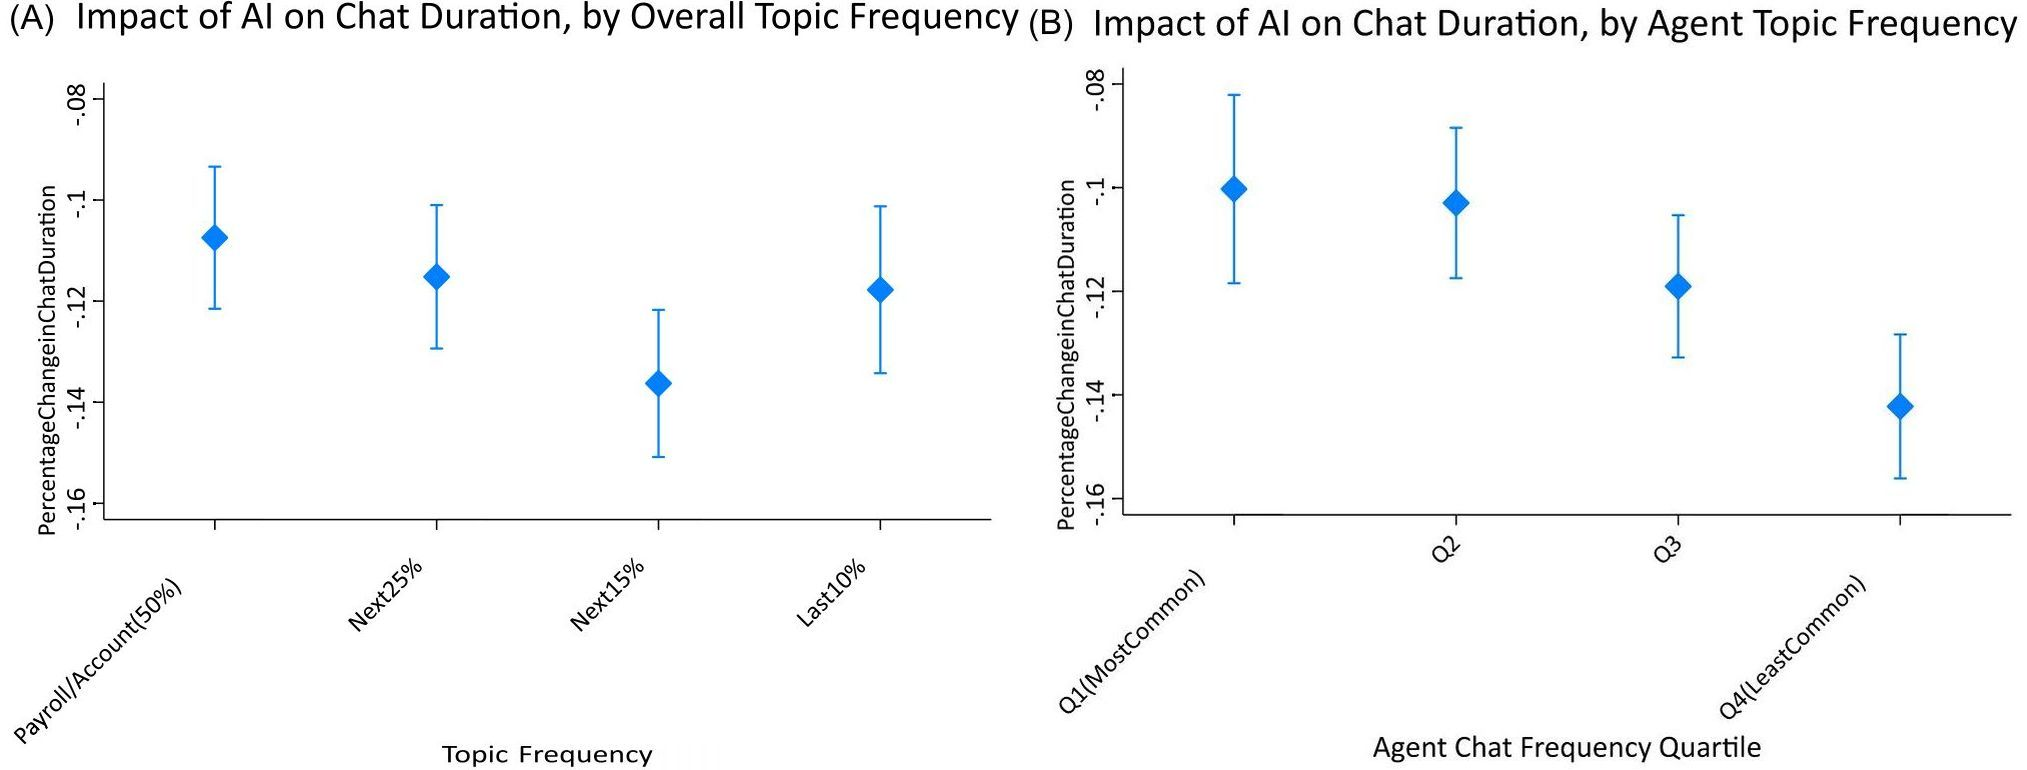 (A) Impact of AI on Chat Duration, by Overall Topic Frequency
PercentageChangeinChatDuration
-.08
-.1
-.12
-.14
-.16
Payroll/Account(50%)
Next25%
Next15%
Last10%
Topic Frequency
(B) Impact of AI on Chat Duration, by Agent Topic Frequency
PercentageChangeinChatDuration
-.08
-.1
-.12
-.14
-.16
Q1(MostCommon)
Q2
Q3
Q4(LeastCommon)
Agent Chat Frequency Quartile